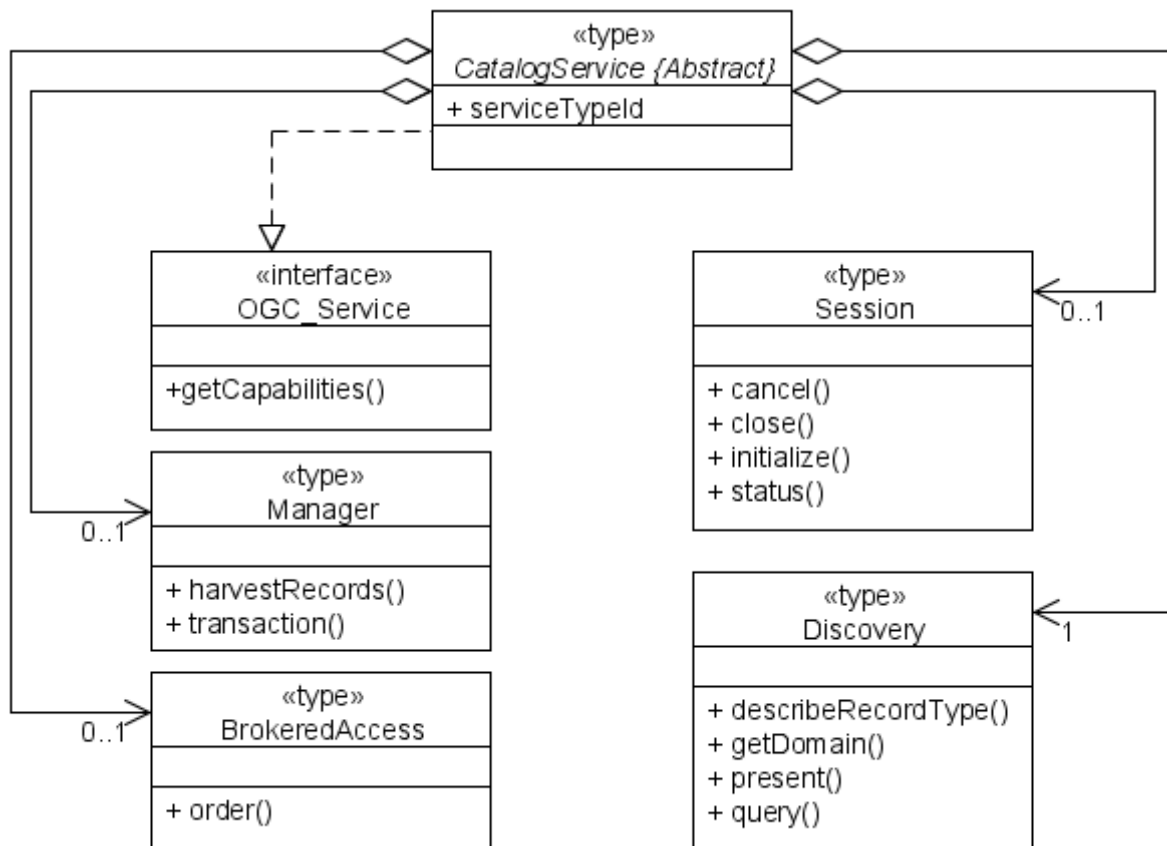 «type»
CatalogService {Abstract}
+ serviceTypeId
«interface»
OGC_Service
+getCapabilities()
«type»
Session
+ cancel()
+ close()
+ initialize()
+ status()
0..1
«type»
Manager
+ harvestRecords()
+ transaction()
0..1
«type»
Discovery
+ describeRecordType()
+ getDomain()
+ present()
+ query()
1
«type»
BrokeredAccess
+ order()
0..1